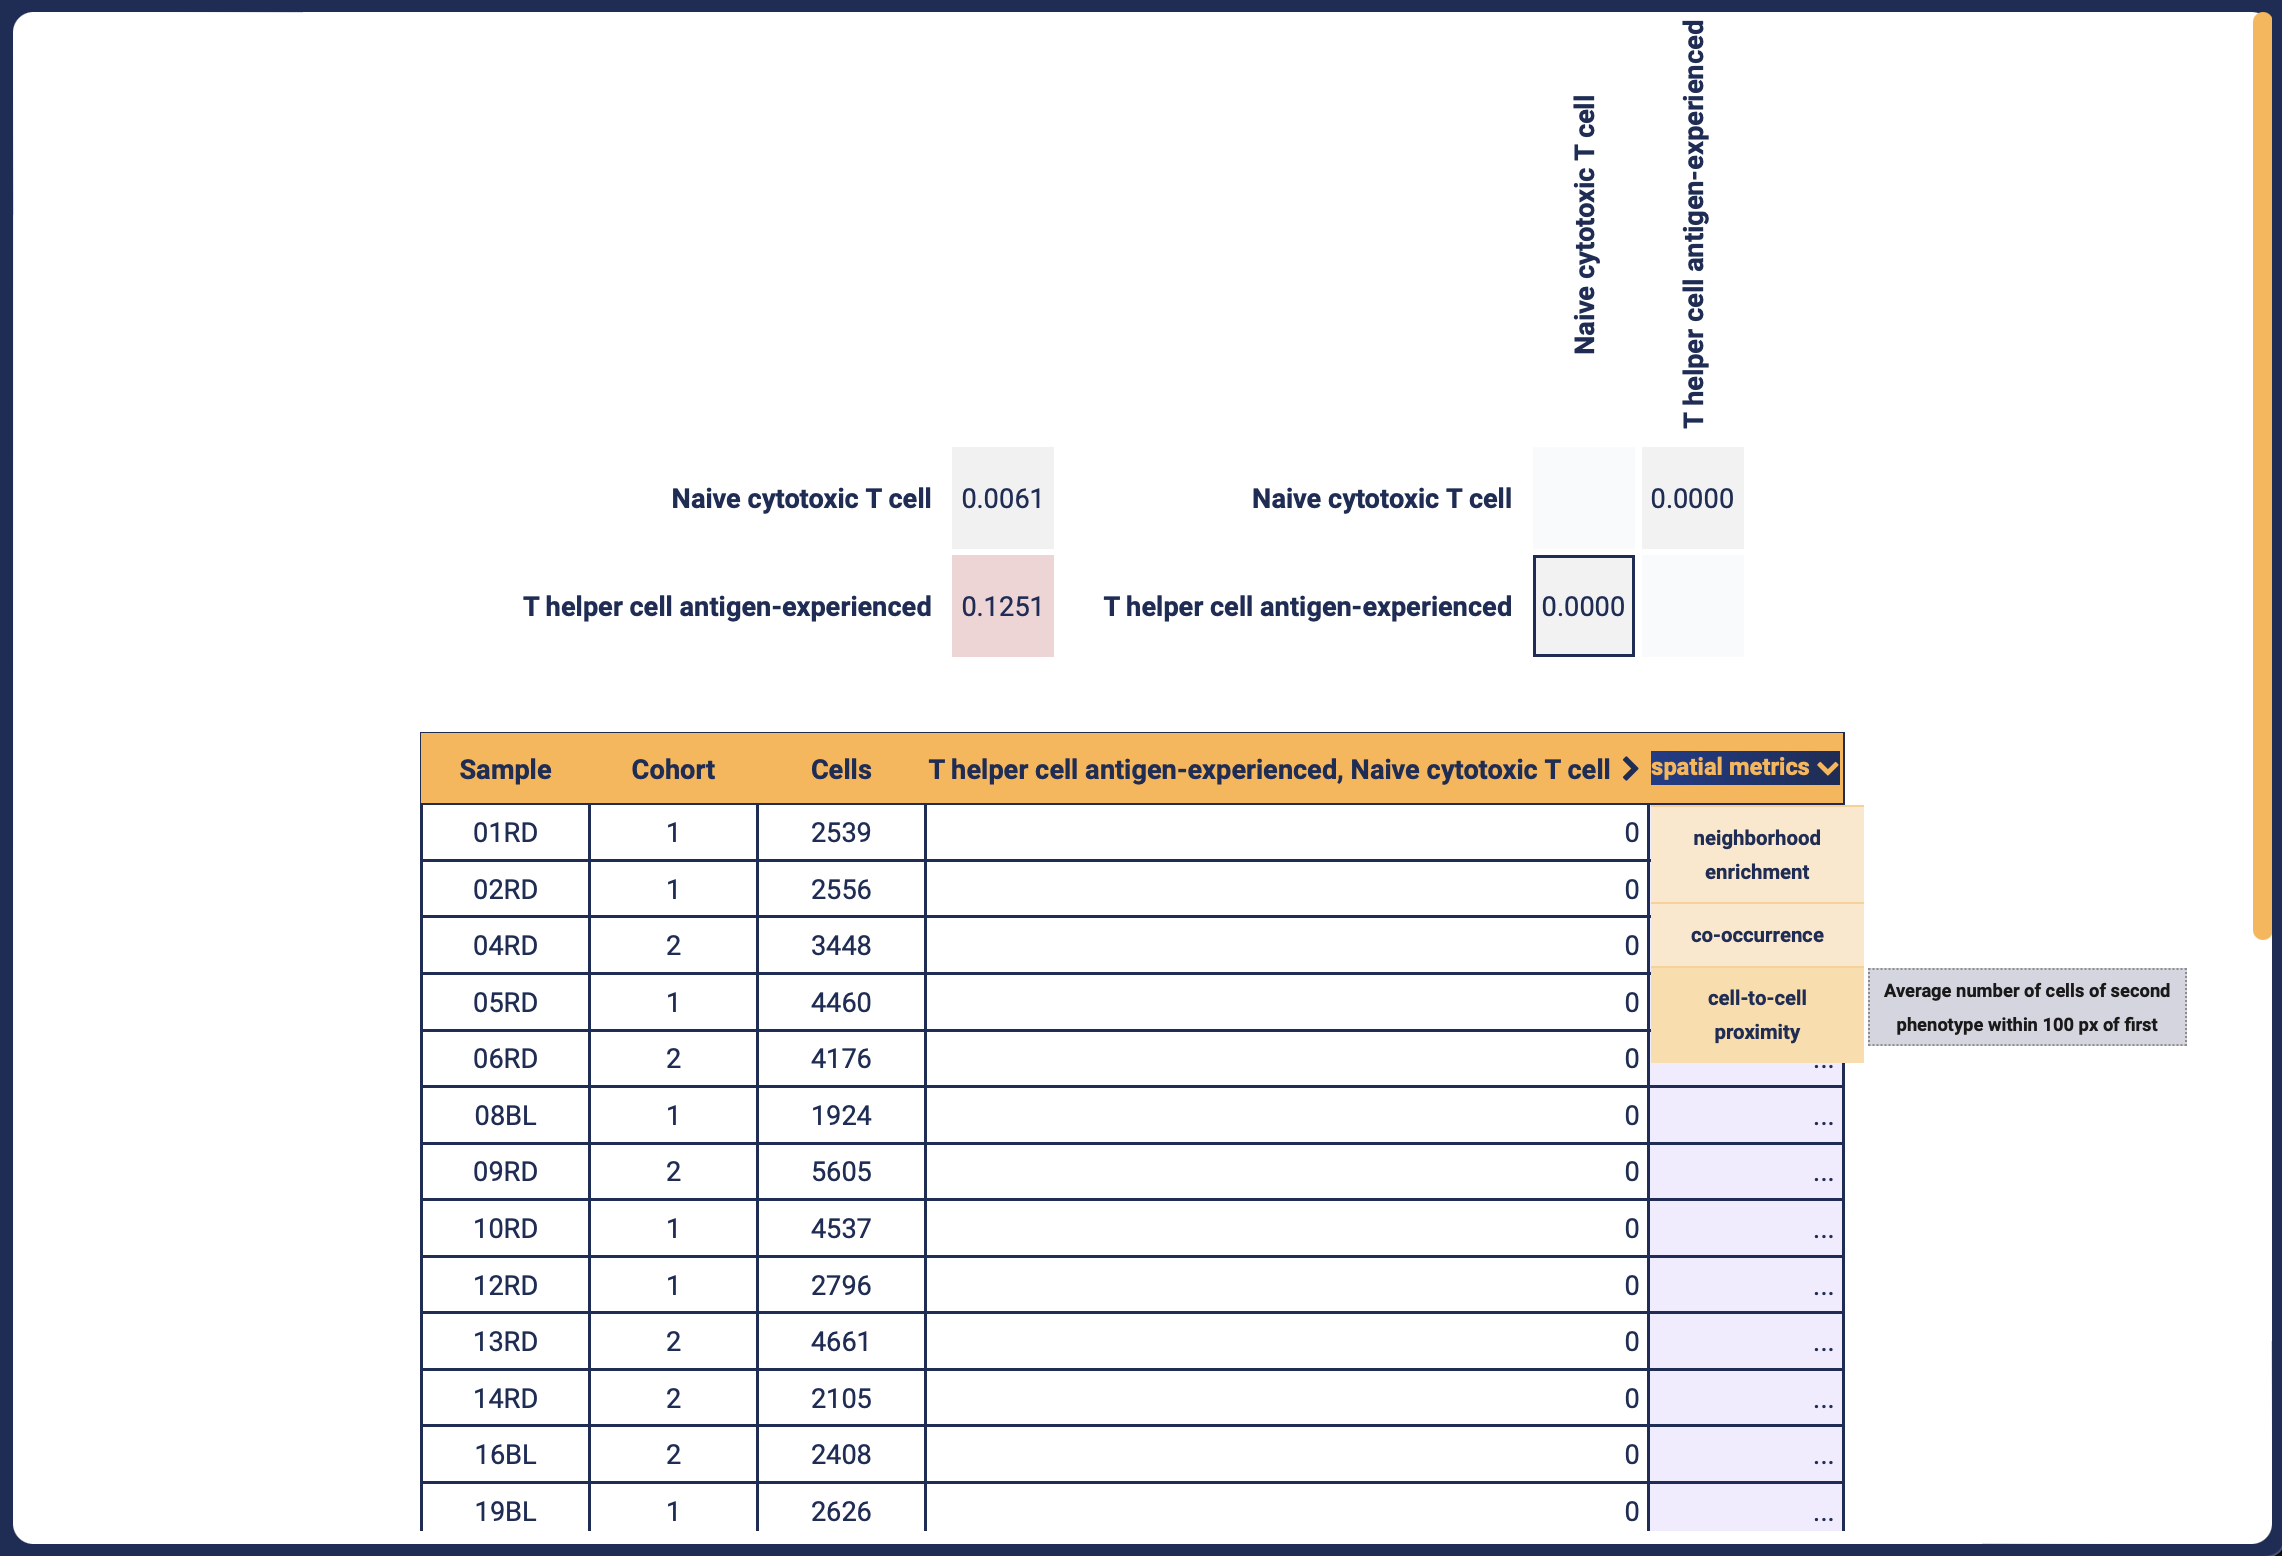 Naive cytotoxic T cell
T helper cell antigen-experienced
Naive cytotoxic T cell 0.0061
T helper cell antigen-experienced 0.1251
Naive cytotoxic T cell 0.0000
T helper cell antigen-experienced 0.0000
Sample Cohort Cells T helper cell antigen-experienced, Naive cytotoxic T cell spatial metrics
01RD 1 2539 0
02RD 1 2556 0
04RD 2 3448 0
05RD 1 4460 0
06RD 2 4176 0 ...
08BL 1 1924 0 ...
09RD 2 5605 0 ...
10RD 1 4537 0 ...
12RD 1 2796 0 ...
13RD 2 4661 0 ...
14RD 2 2105 0 ...
16BL 2 2408 0 ...
19BL 1 2626 0 ...
neighborhood
enrichment
co-occurrence
cell-to-cell
proximity
Average number of cells of second
phenotype within 100 px of first